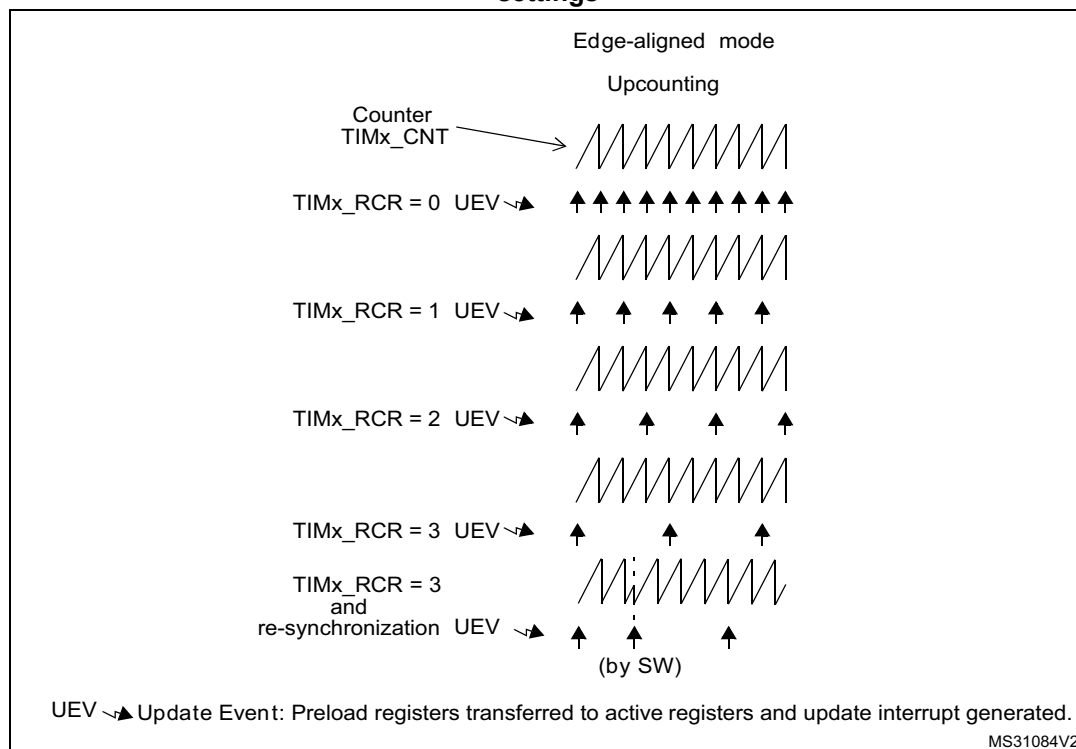 settings
Edge-aligned mode
Upcounting
Counter
TIMx_CNT
TIMx_RCR = 0 UEV
TIMx_RCR = 1 UEV
TIMx_RCR = 2 UEV
TIMx_RCR = 3 UEV
TIMx_RCR = 3
and
re-synchronization UEV
(by SW)
UEV Update Event: Preload registers transferred to active registers and update interrupt generated.
MS31084V2